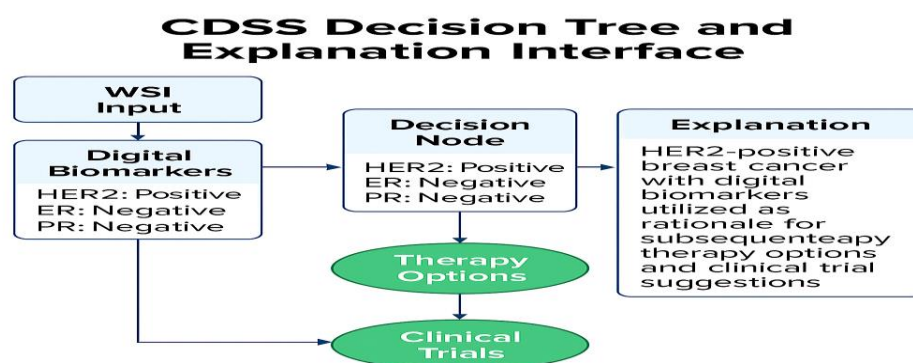 CDSS Decision Tree and
Explanation Interface
WSI
Input
Digital
Biomarkers
HER2: Positive
ER: Negative
PR: Negative
Decision
Node
HER2: Positive
ER: Negative
PR: Negative
Therapy
Options
Clinical
Trials
Explanation
HER2-positive
breast cancer
with digital
biomarkers
utilized as
rationale for
subsequenteapy
therapy options
and clinical trial
suggestions